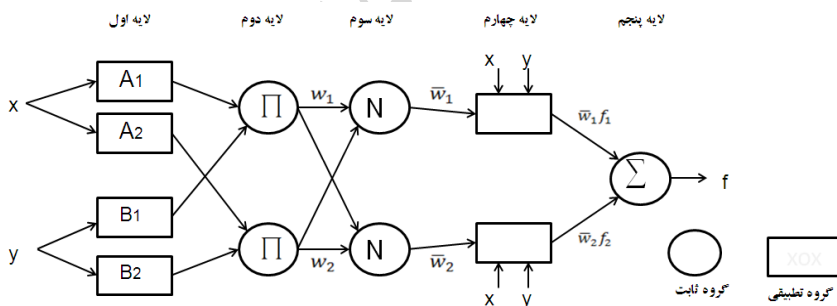 لایه اول لایه دوم لایه سوم لایه چهارم لایه پنجم
x y
A1 ∏ w₁ N w̅₁ w̅₁f₁
x
A2
∑ f
B1
y ∏ w₂ N w̅₂ w̅₂f₂
B2
x y
xox
گروه ثابت گروه تطبیقی